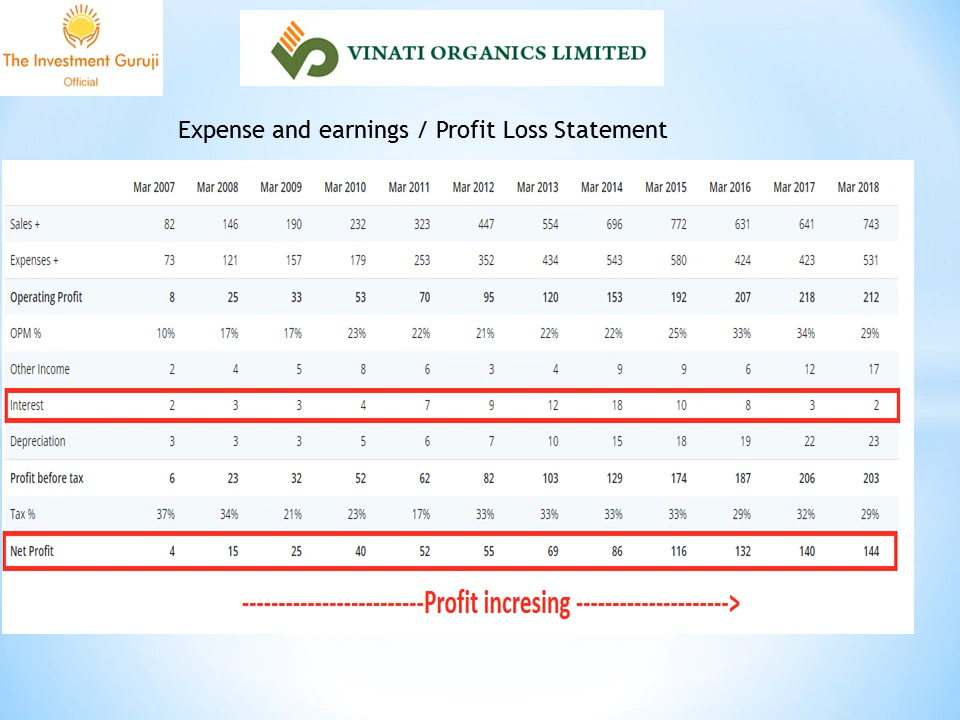 The Investment Guruji
Official
VINATI ORGANICS LIMITED
Expense and earnings / Profit Loss Statement
Mar 2007 Mar 2008 Mar 2009 Mar 2010 Mar 2011 Mar 2012 Mar 2013 Mar 2014 Mar 2015 Mar 2016 Mar 2017 Mar 2018
Sales + 82 146 190 232 323 447 554 696 772 631 641 743
Expenses + 73 121 157 179 253 352 434 543 580 424 423 531
Operating Profit 8 25 33 53 70 95 120 153 192 207 218 212
OPM % 10% 17% 17% 23% 22% 21% 22% 22% 25% 33% 34% 29%
Other Income 2 4 5 8 6 3 4 9 9 6 12 17
Interest 2 3 3 4 7 9 12 18 10 8 3 2
Depreciation 3 3 3 5 6 7 10 15 18 19 22 23
Profit before tax 6 23 32 52 62 82 103 129 174 187 206 203
Tax % 37% 34% 21% 23% 17% 33% 33% 33% 33% 29% 32% 29%
Net Profit 4 15 25 40 52 55 69 86 116 132 140 144
-------------------------Profit incresing --------------------->